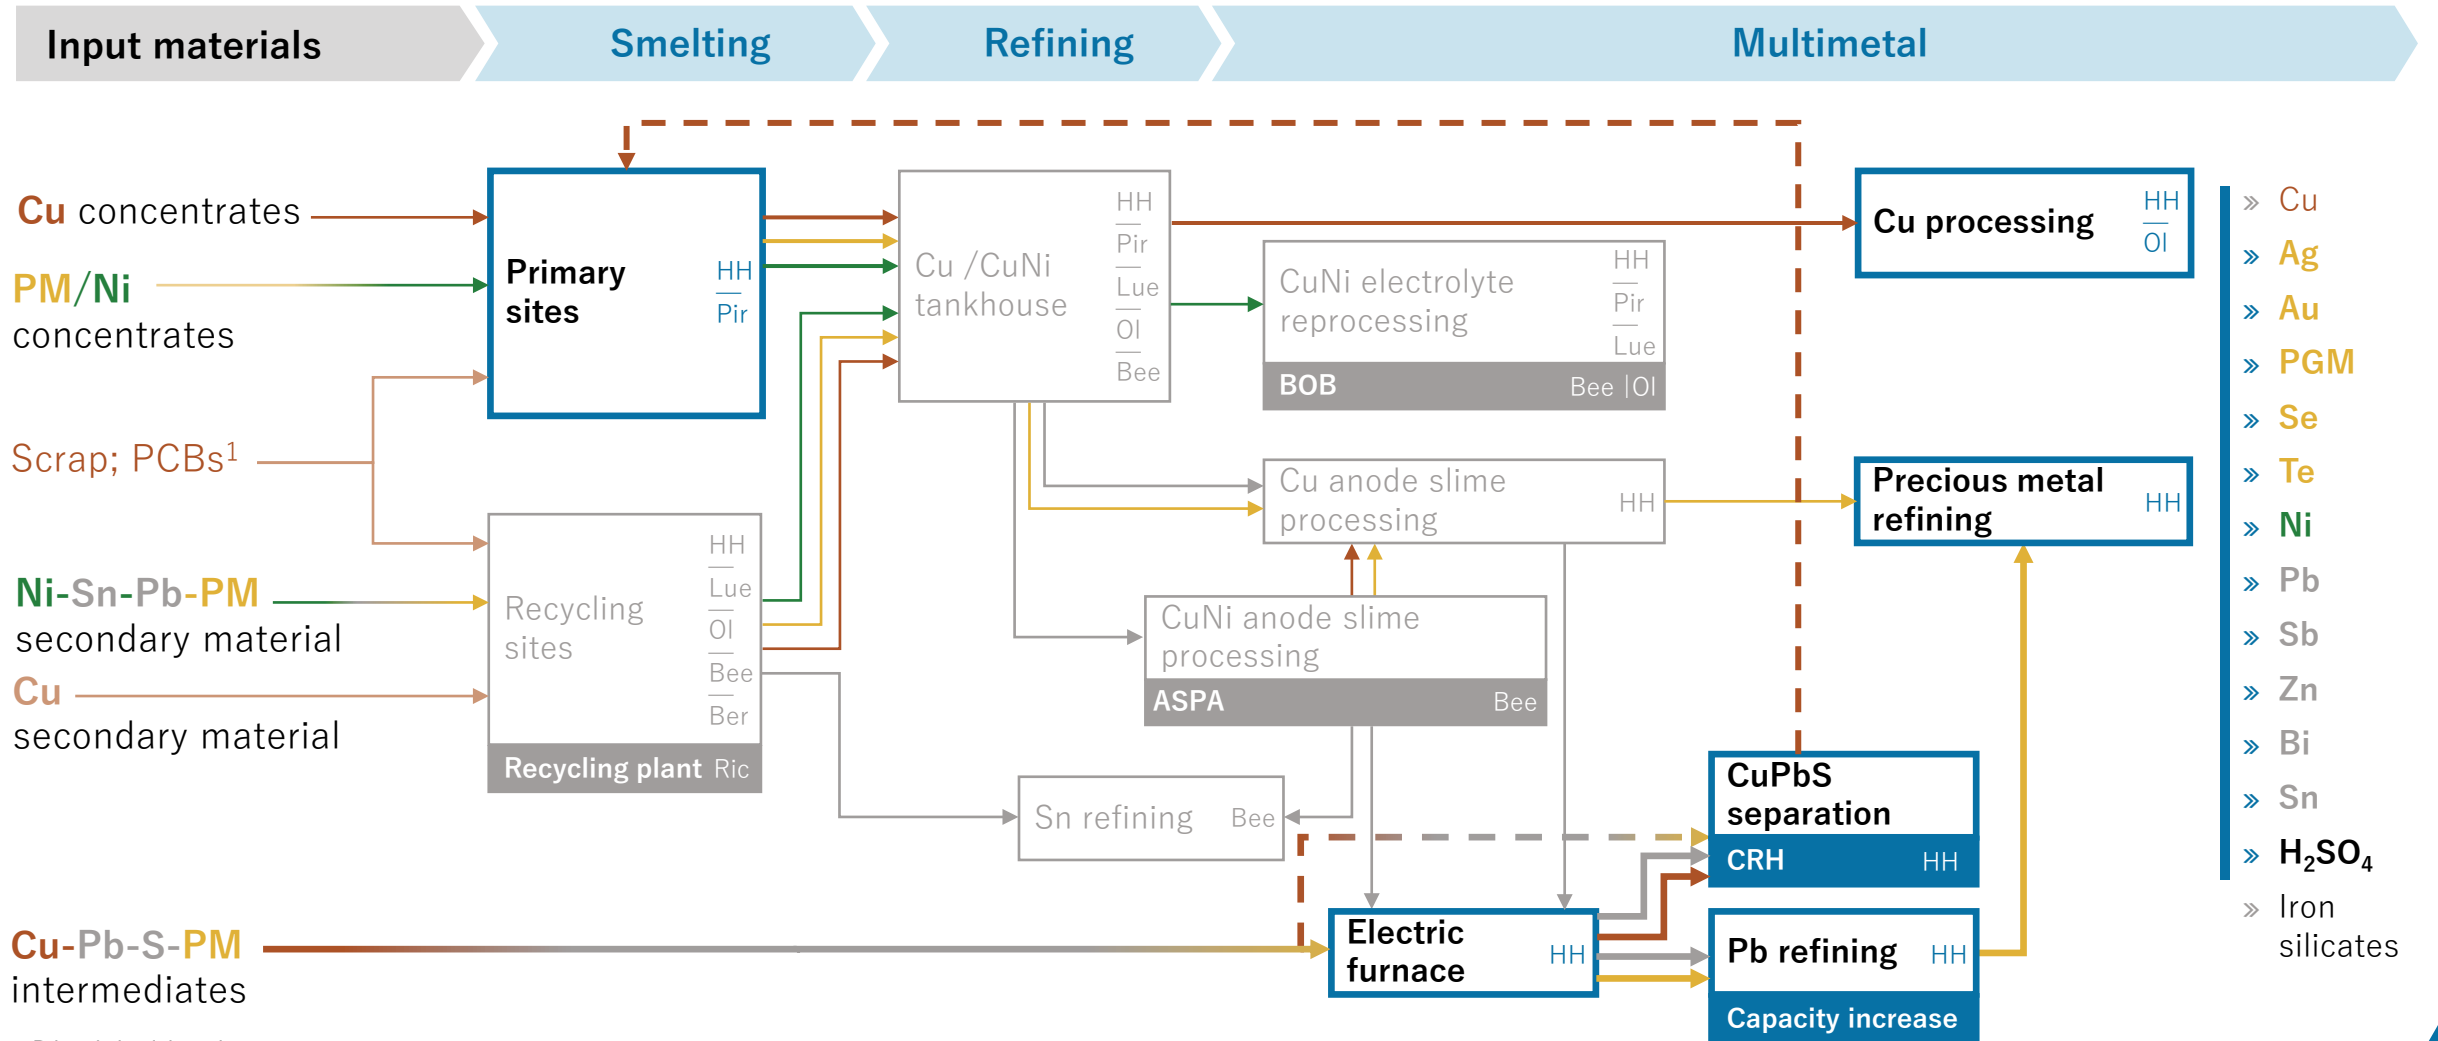 Input materials
Smelting
Refining
Multimetal
Cu concentrates
PM/Ni
concentrates
Scrap; PCBs¹
Ni-Sn-Pb-PM
secondary material
Cu
secondary material
Cu-Pb-S-PM
intermediates
Primary
sites
HH
Pir
Recycling
sites
HH
Lue
Ol
Bee
Ber
Recycling plant Ric
Cu /CuNi
tankhouse
HH
Pir
Lue
Ol
Bee
CuNi electrolyte
reprocessing
HH
Pir
Lue
BOB Bee |Ol
Cu anode slime
processing
HH
CuNi anode slime
processing
ASPA Bee
Sn refining Bee
Electric
furnace
HH
CuPbS
separation
CRH HH
Pb refining HH
Capacity increase
Cu processing
HH
Ol
Precious metal
refining
HH
» Cu
» Ag
» Au
» PGM
» Se
» Te
» Ni
» Pb
» Sb
» Zn
» Bi
» Sn
» H₂SO₄
» Iron
silicates